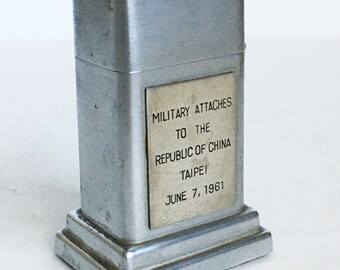 MILITARY ATTACHES
TO THE
REPUBLIC OF CHINA
TAIPEI
JUNE 7, 1961